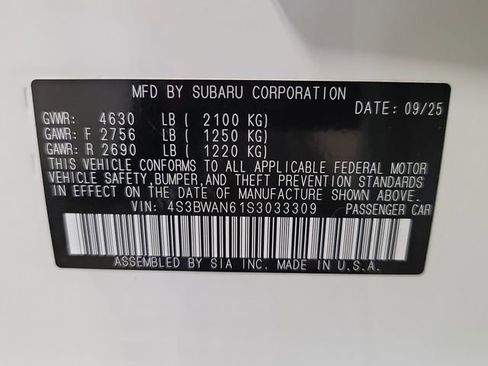 MFD BY SUBARU CORPORATION
DATE: 09/25
GVWR: 4630 LB ( 2100 KG)
GAWR: F 2756 LB ( 1250 KG)
GAWR: R 2690 LB ( 1220 KG)
THIS VEHICLE CONFORMS TO ALL APPLICABLE FEDERAL MOTOR
VEHICLE SAFETY, BUMPER, AND THEFT PREVENTION STANDARDS
IN EFFECT ON THE DATE OF MANUFACTURE SHOWN ABOVE.
VIN: 4S3BWAN61S3033309 PASSENGER CAR
ASSEMBLED BY SIA INC. MADE IN U.S.A.